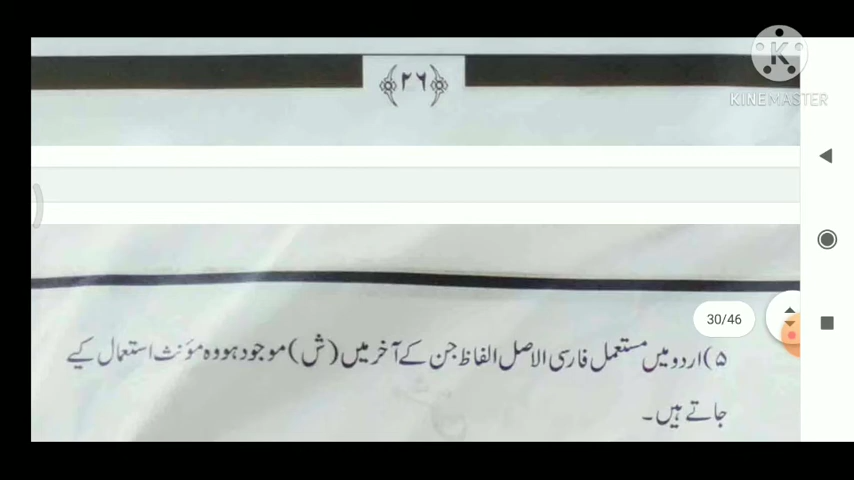 ﴿۲۶﴾
KINEMASTER
30/46
۵) اردو میں مستعمل فارسی الاصل الفاظ جن کے آخر میں (ش) موجود ہو وہ مؤنث استعمال کیے
جاتے ہیں۔